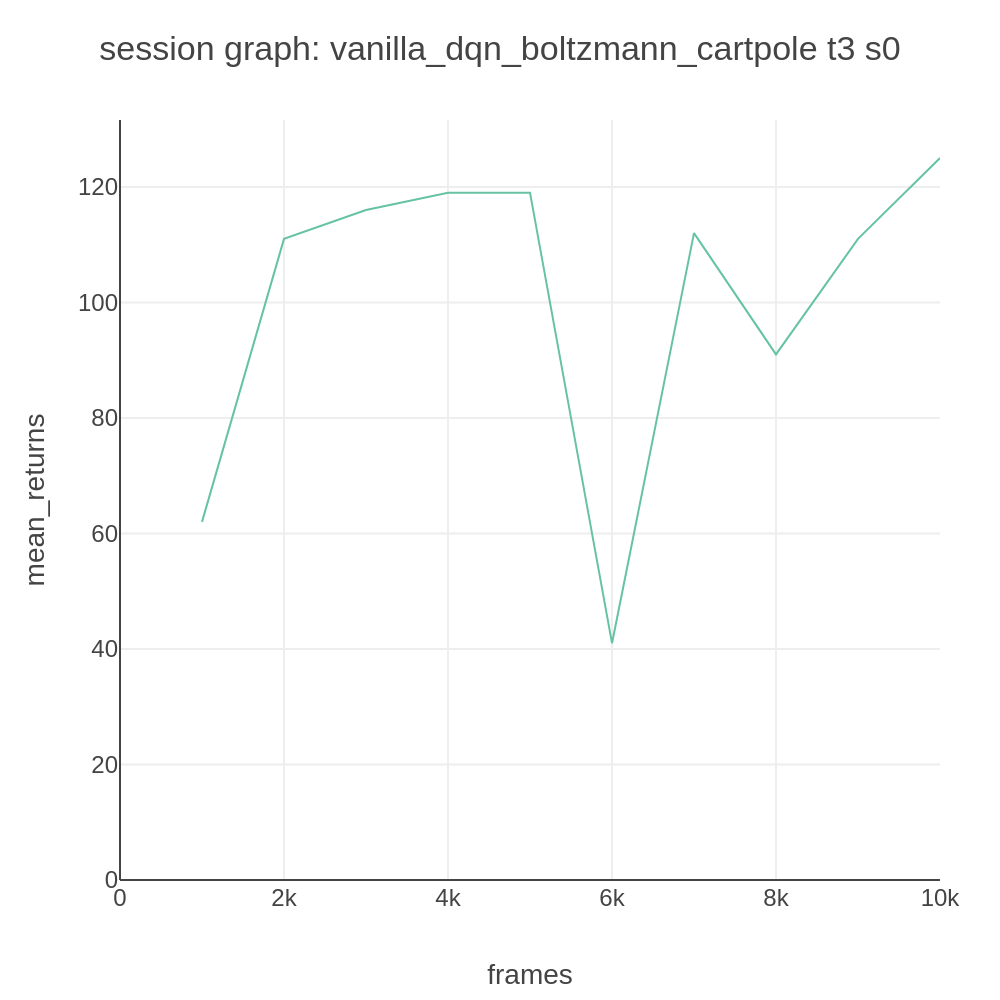 session graph: vanilla_dqn_boltzmann_cartpole t3 s0
120
100
80
60
40
20
0
mean_returns
0 2k 4k 6k 8k 10k
frames